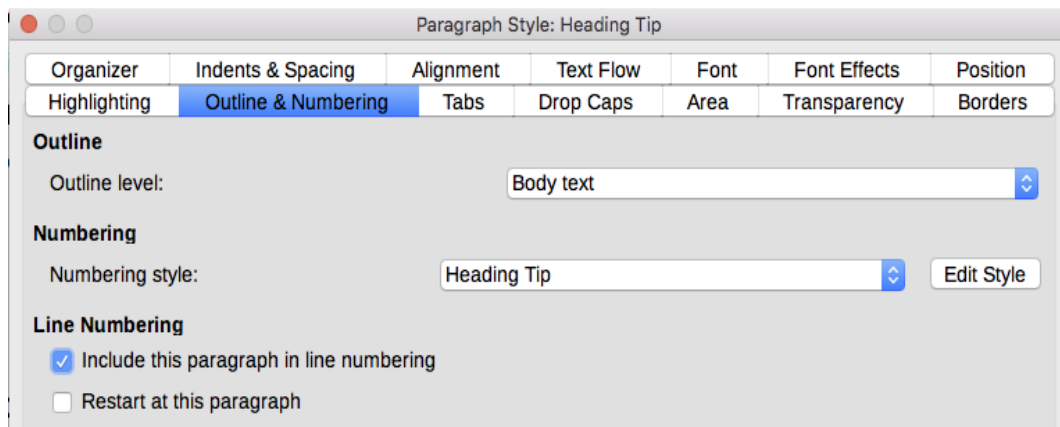 Paragraph Style: Heading Tip
Organizer Indents & Spacing Alignment Text Flow Font Font Effects Position
Highlighting Outline & Numbering Tabs Drop Caps Area Transparency Borders
Outline
Outline level: Body text
Numbering
Numbering style: Heading Tip Edit Style
Line Numbering
Include this paragraph in line numbering
Restart at this paragraph